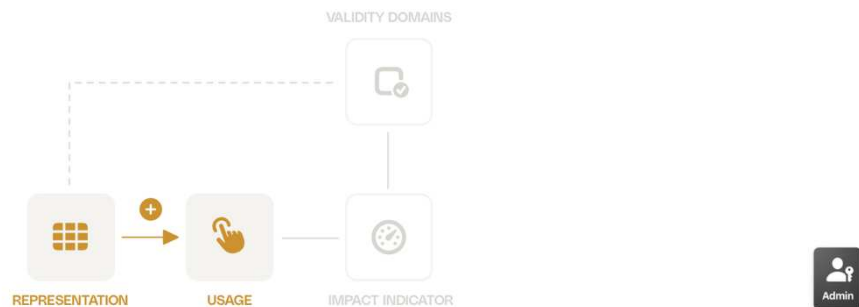 VALIDITY DOMAINS
REPRESENTATION
USAGE
IMPACT INDICATOR
Admin